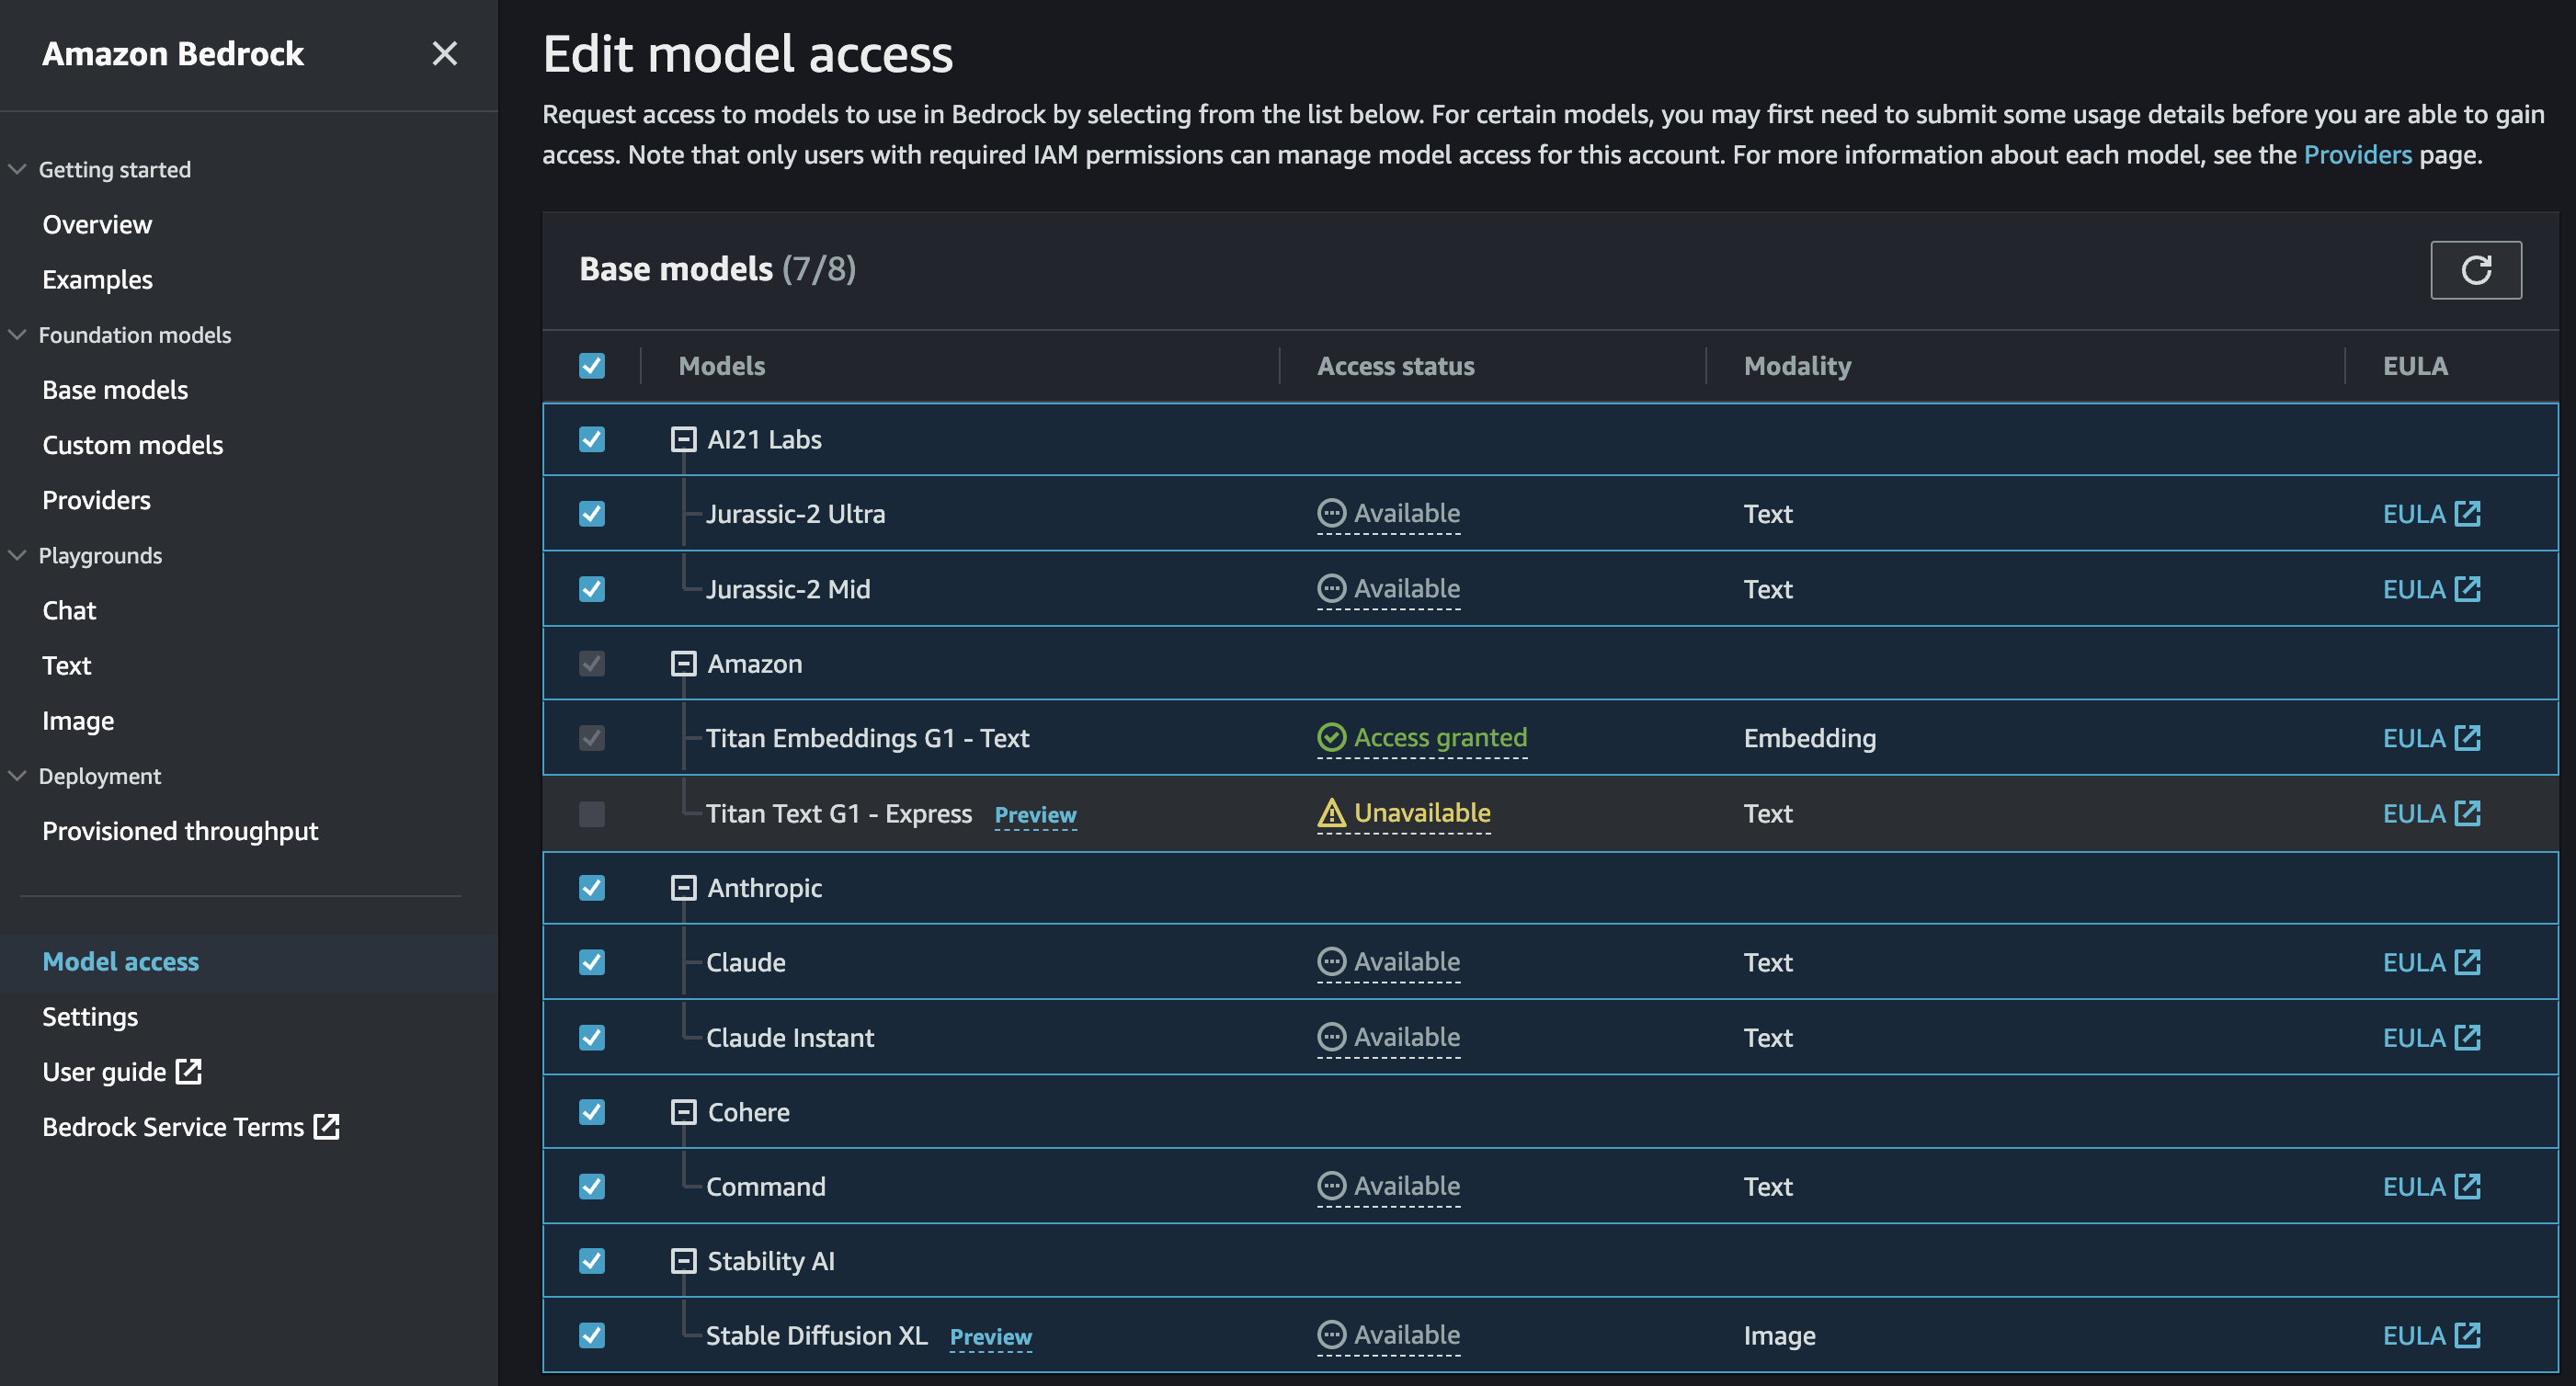 Amazon Bedrock
Getting started
Overview
Examples
Foundation models
Base models
Custom models
Providers
Playgrounds
Chat
Text
Image
Deployment
Provisioned throughput
Model access
Settings
User guide
Bedrock Service Terms
Edit model access
Request access to models to use in Bedrock by selecting from the list below. For certain models, you may first need to submit some usage details before you are able to gain
access. Note that only users with required IAM permissions can manage model access for this account. For more information about each model, see the Providers page.
Base models (7/8)
Models Access status Modality EULA
AI21 Labs
Jurassic-2 Ultra Available Text EULA
Jurassic-2 Mid Available Text EULA
Amazon
Titan Embeddings G1 - Text Access granted Embedding EULA
Titan Text G1 - Express Preview Unavailable Text EULA
Anthropic
Claude Available Text EULA
Claude Instant Available Text EULA
Cohere
Command Available Text EULA
Stability AI
Stable Diffusion XL Preview Available Image EULA